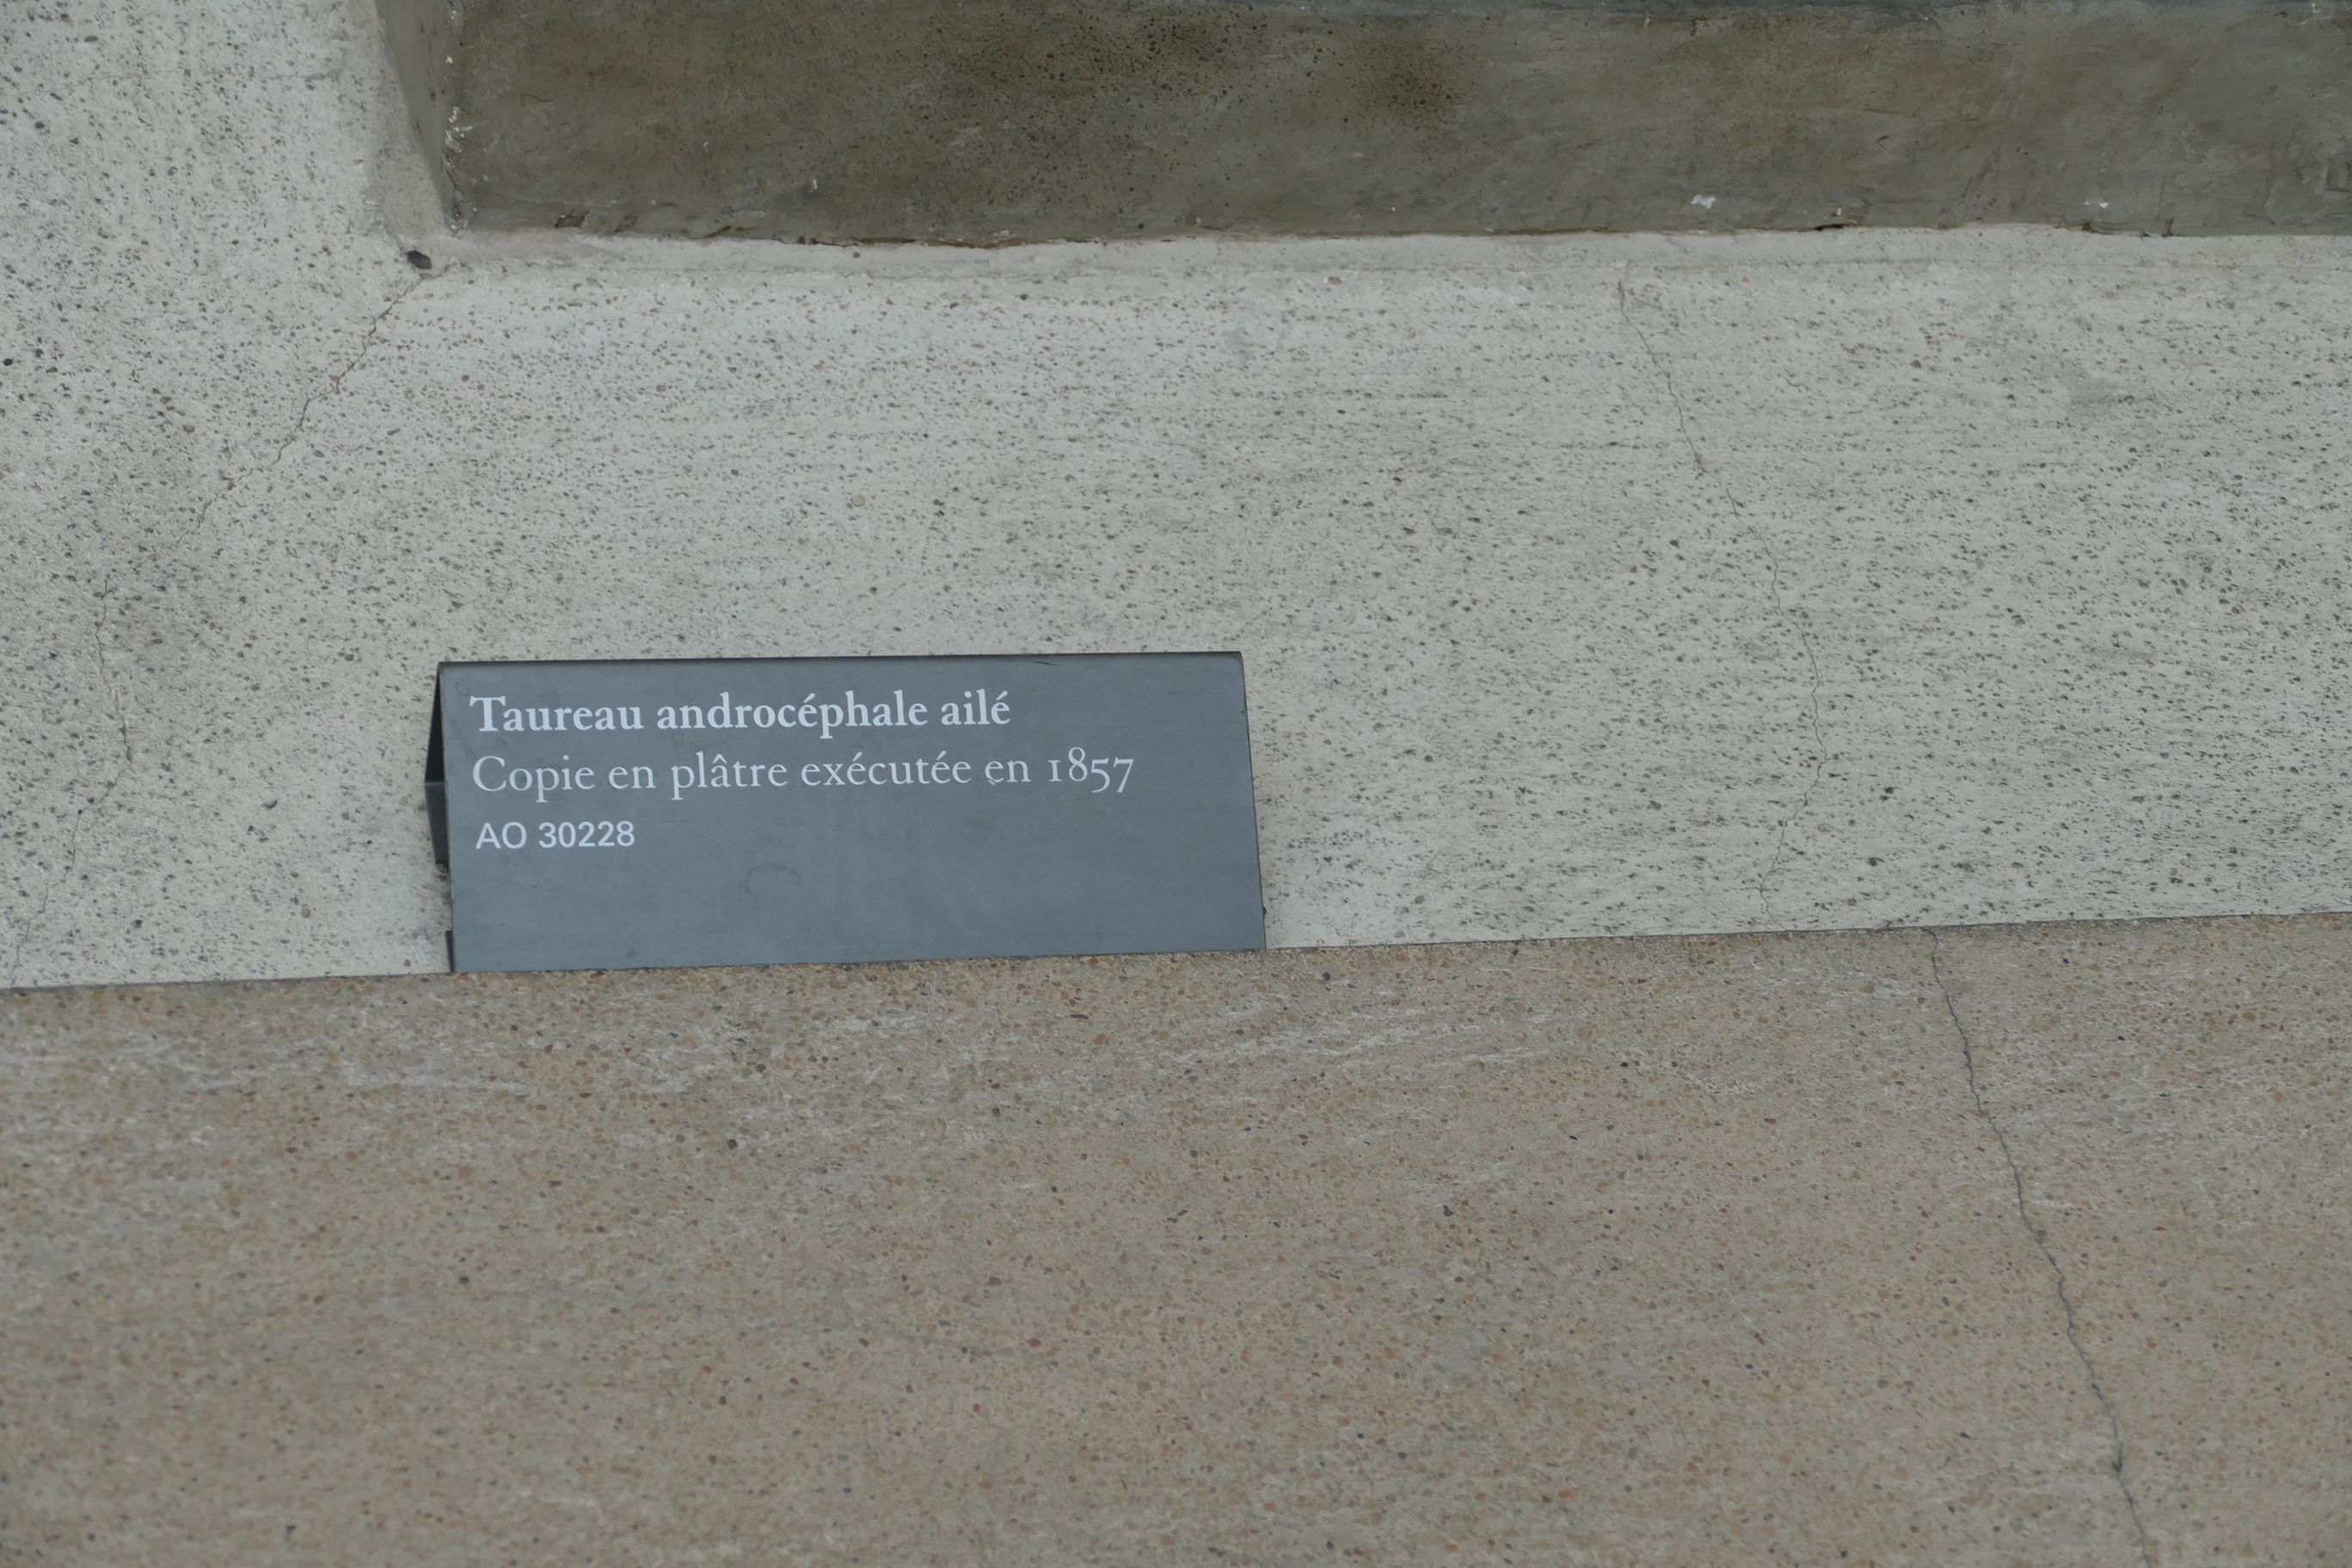 Taureau androcéphale ailé
Copie en plâtre exécutée en 1857
AO 30228